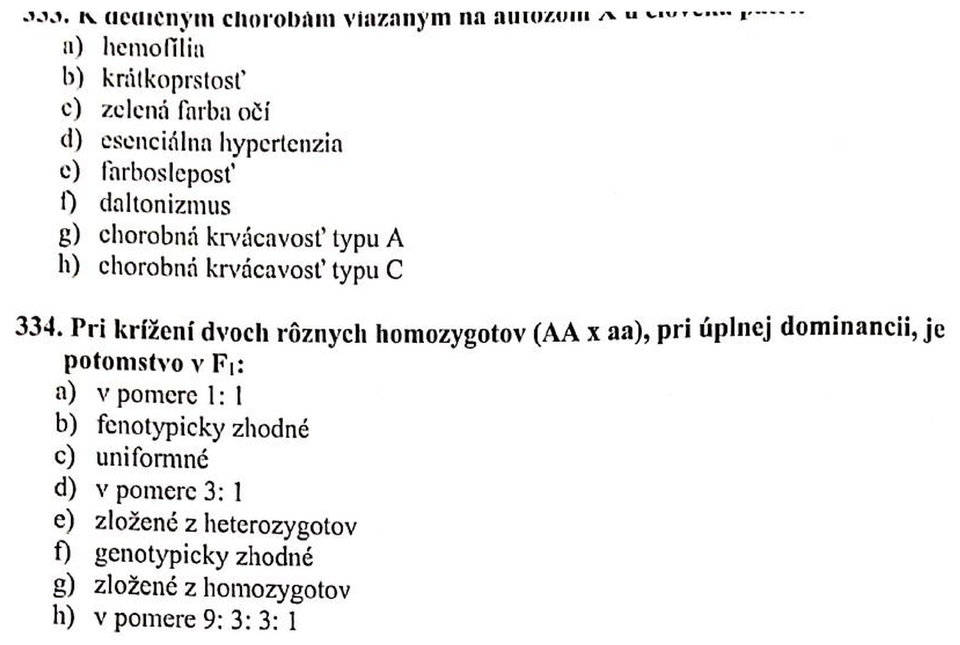 333. K dedičným chorobám viazaným na autozóm X u človeka
a) hemofília
b) krátkoprstosť
c) zelená farba očí
d) esenciálna hypertenzia
e) farbosleposť
f) daltonizmus
g) chorobná krvácavosť typu A
h) chorobná krvácavosť typu C
334. Pri krížení dvoch rôznych homozygotov (AA x aa), pri úplnej dominancii, je
potomstvo v F₁:
a) v pomere 1: 1
b) fenotypicky zhodné
c) uniformné
d) v pomere 3: 1
e) zložené z heterozygotov
f) genotypicky zhodné
g) zložené z homozygotov
h) v pomere 9: 3: 3: 1